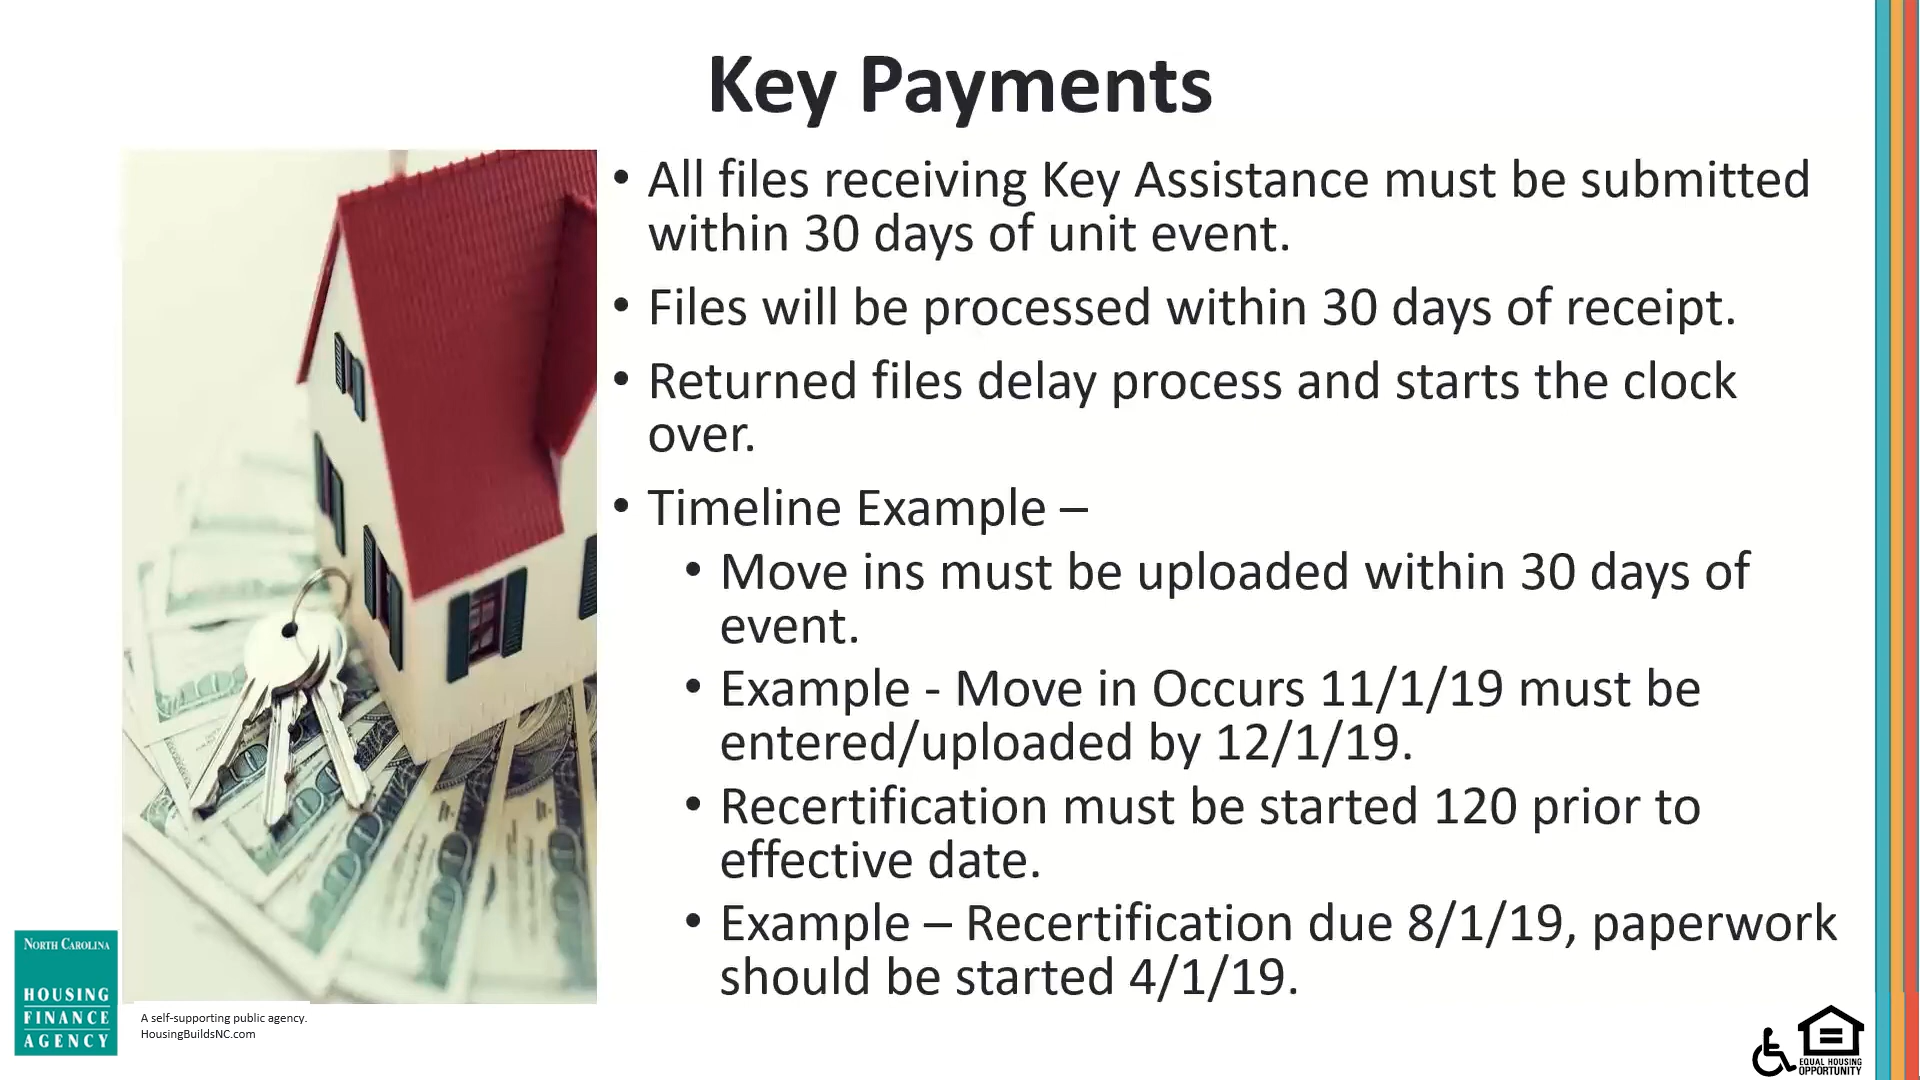 Key Payments
• All files receiving Key Assistance must be submitted
within 30 days of unit event.
• Files will be processed within 30 days of receipt.
• Returned files delay process and starts the clock
over.
• Timeline Example –
• Move ins must be uploaded within 30 days of
event.
• Example - Move in Occurs 11/1/19 must be
entered/uploaded by 12/1/19.
• Recertification must be started 120 prior to
effective date.
• Example – Recertification due 8/1/19, paperwork
should be started 4/1/19.
NORTH CAROLINA
HOUSING
FINANCE
AGENCY
A self-supporting public agency.
HousingBuildsNC.com
EQUAL HOUSING
OPPORTUNITY